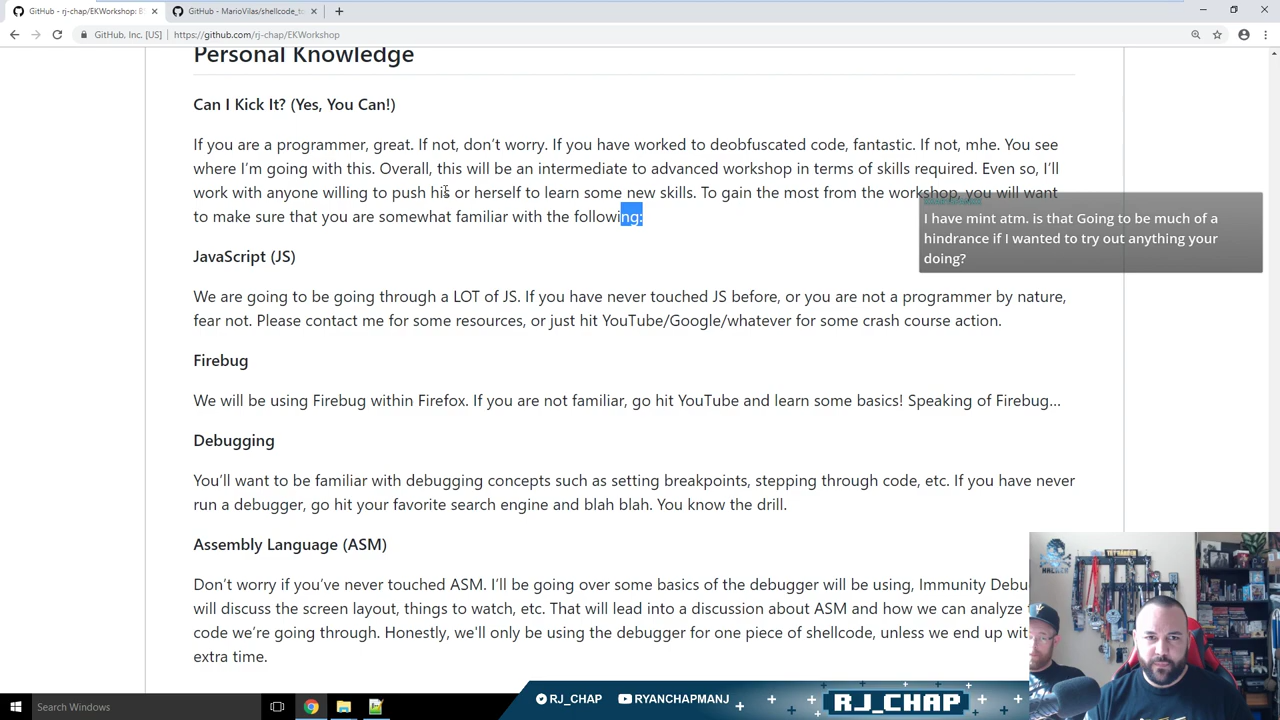 GitHub - rj-chap/EKWorkshop: E
GitHub - MarioVilas/shellcode_to
GitHub, Inc. [US]
https://github.com/rj-chap/EKWorkshop
Personal Knowledge
Can I Kick It? (Yes, You Can!)
If you are a programmer, great. If not, don't worry. If you have worked to deobfuscated code, fantastic. If not, mhe. You see
where I'm going with this. Overall, this will be an intermediate to advanced workshop in terms of skills required. Even so, I'll
work with anyone willing to push his or herself to learn some new skills. To gain the most from the workshop, you will want
to make sure that you are somewhat familiar with the following:
I have mint atm. is that Going to be much of a
hindrance if I wanted to try out anything your
doing?
JavaScript (JS)
We are going to be going through a LOT of JS. If you have never touched JS before, or you are not a programmer by nature,
fear not. Please contact me for some resources, or just hit YouTube/Google/whatever for some crash course action.
Firebug
We will be using Firebug within Firefox. If you are not familiar, go hit YouTube and learn some basics! Speaking of Firebug...
Debugging
You'll want to be familiar with debugging concepts such as setting breakpoints, stepping through code, etc. If you have never
run a debugger, go hit your favorite search engine and blah blah. You know the drill.
Assembly Language (ASM)
Don't worry if you've never touched ASM. I'll be going over some basics of the debugger will be using, Immunity Debu
will discuss the screen layout, things to watch, etc. That will lead into a discussion about ASM and how we can analyze
code we're going through. Honestly, we'll only be using the debugger for one piece of shellcode, unless we end up wit
extra time.
Search Windows
RJ_CHAP
RYANCHAPMANJ
RJ_CHAP